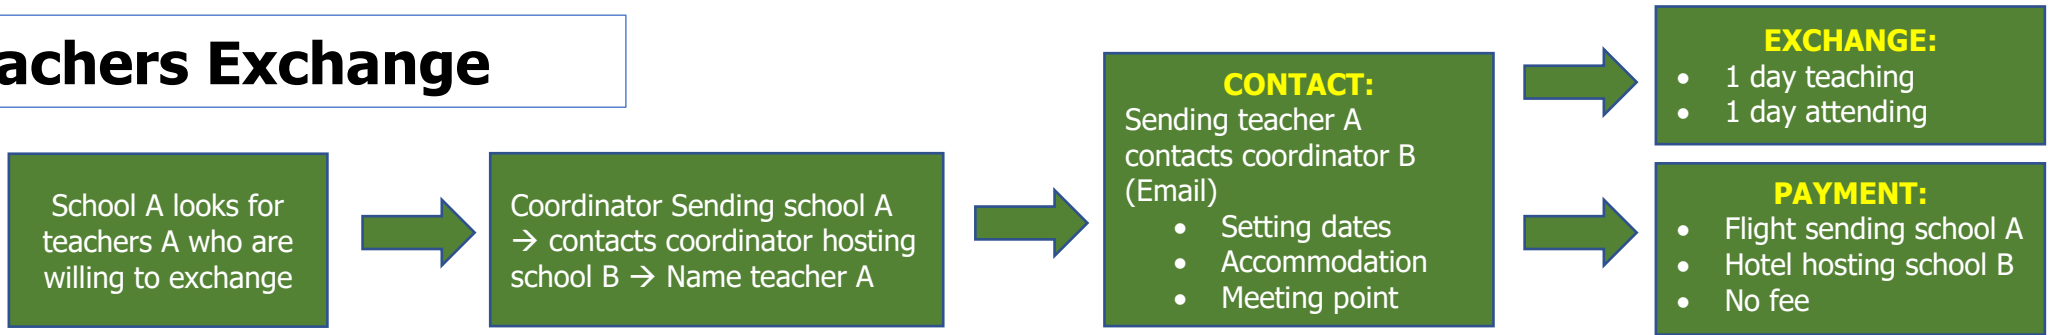 achers Exchange
School A looks for
teachers A who are
willing to exchange
Coordinator Sending school A
→ contacts coordinator hosting
school B → Name teacher A
CONTACT:
Sending teacher A
contacts coordinator B
(Email)
• Setting dates
• Accommodation
• Meeting point
EXCHANGE:
• 1 day teaching
• 1 day attending
PAYMENT:
• Flight sending school A
• Hotel hosting school B
• No fee